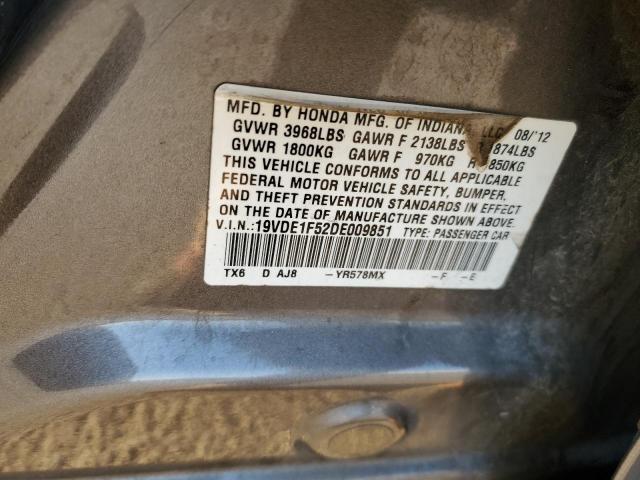 MFD. BY HONDA MFG. OF INDIANA, LLC 08/'12
GVWR 3968LBS GAWR F 2138LBS 1874LBS
GVWR 1800KG GAWR F 970KG R 850KG
THIS VEHICLE CONFORMS TO ALL APPLICABLE
FEDERAL MOTOR VEHICLE SAFETY, BUMPER,
AND THEFT PREVENTION STANDARDS IN EFFECT
ON THE DATE OF MANUFACTURE SHOWN ABOVE.
V.I.N.:19VDE1F52DE009851 TYPE: PASSENGER CAR
TX6 D AJ8 -YR578MX -F -E